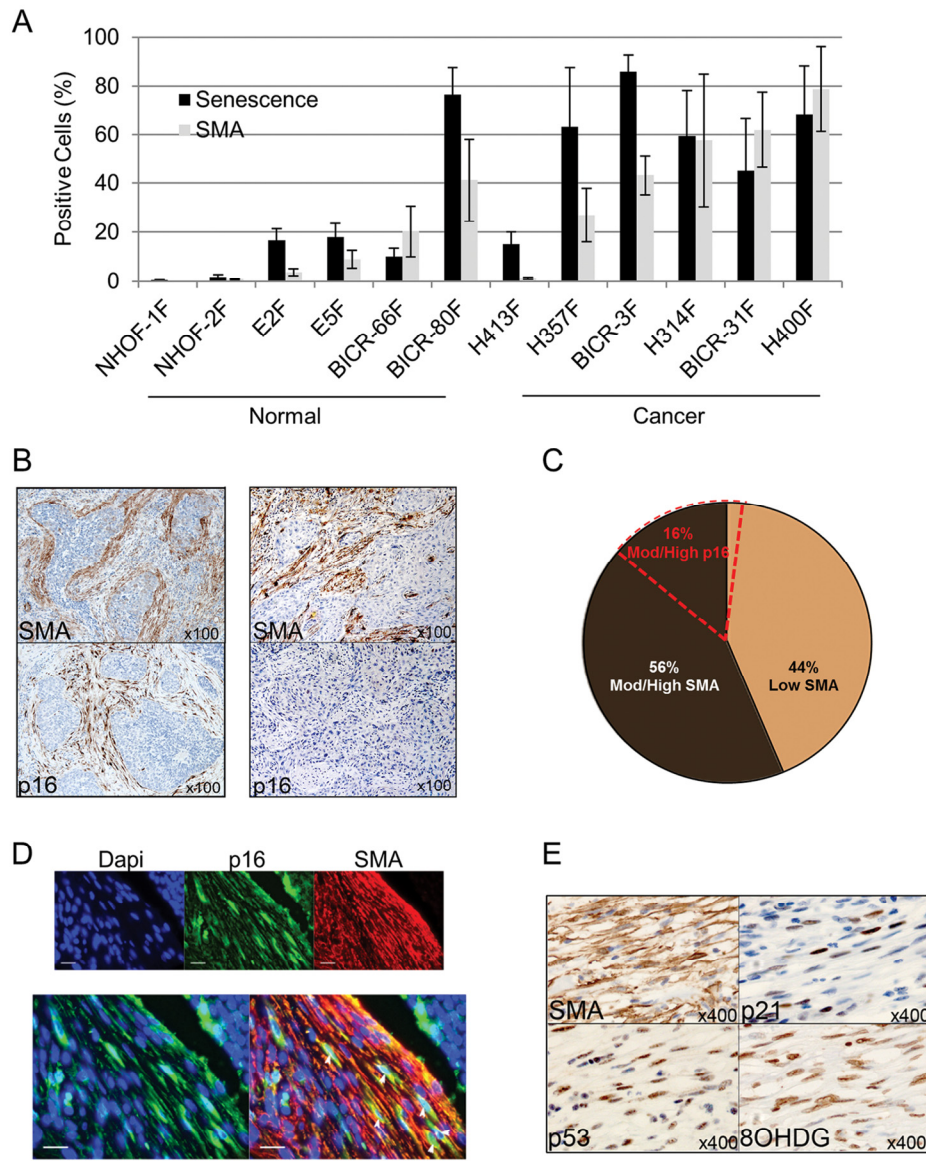 A
100
80
60
40
20
0
Positive Cells (%)
Senescence
SMA
NHOF-1F
NHOF-2F
E2F
E5F
BICR-66F
BICR-80F
H413F
H357F
BICR-3F
H314F
BICR-31F
H400F
Normal
Cancer
B
SMA
x100
p16
x100
SMA
x100
p16
x100
C
16%
Mod/High p16
56%
Mod/High SMA
44%
Low SMA
D
Dapi
p16
SMA
E
SMA
x400
p21
x400
p53
x400
8OHDG
x400